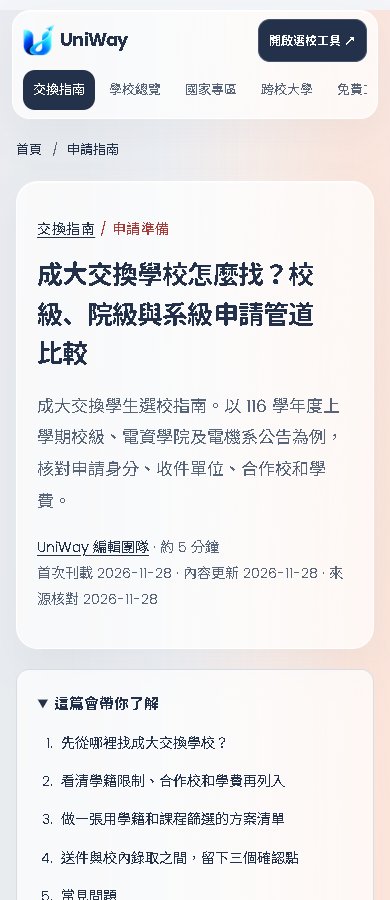 UniWay
開啟選校工具 ↗
交換指南 學校總覽 國家專區 跨校大學 免費
首頁 / 申請指南
交換指南 / 申請準備
成大交換學校怎麼找？校
級、院級與系級申請管道
比較
成大交換學生選校指南。以 116 學年度上
學期校級、電資學院及電機系公告為例，
核對申請身分、收件單位、合作校和學
費。
UniWay 編輯團隊 · 約 5 分鐘
首次刊載 2026-11-28 · 內容更新 2026-11-28 · 來
源核對 2026-11-28
▼ 這篇會帶你了解
1. 先從哪裡找成大交換學校？
2. 看清學籍限制、合作校和學費再列入
3. 做一張用學籍和課程篩選的方案清單
4. 送件與校內錄取之間，留下三個確認點
5. 常見問題